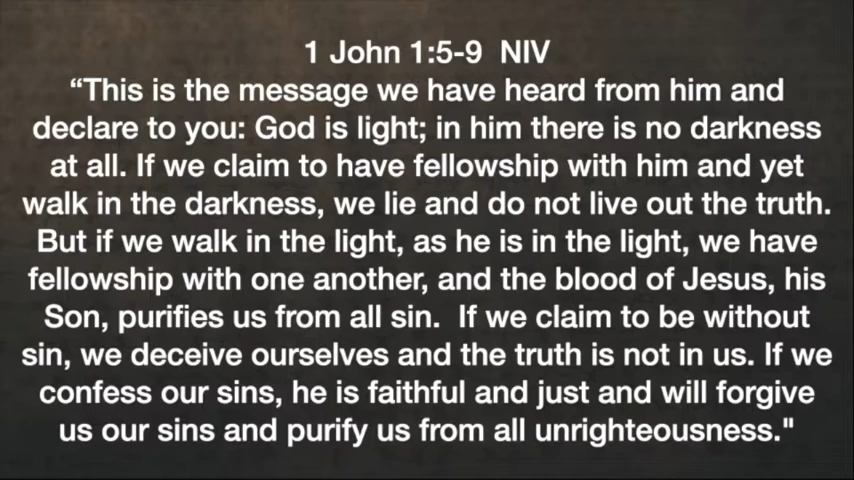 1 John 1:5-9  NIV
“This is the message we have heard from him and
declare to you: God is light; in him there is no darkness
at all. If we claim to have fellowship with him and yet
walk in the darkness, we lie and do not live out the truth.
But if we walk in the light, as he is in the light, we have
fellowship with one another, and the blood of Jesus, his
Son, purifies us from all sin.  If we claim to be without
sin, we deceive ourselves and the truth is not in us. If we
confess our sins, he is faithful and just and will forgive
us our sins and purify us from all unrighteousness."